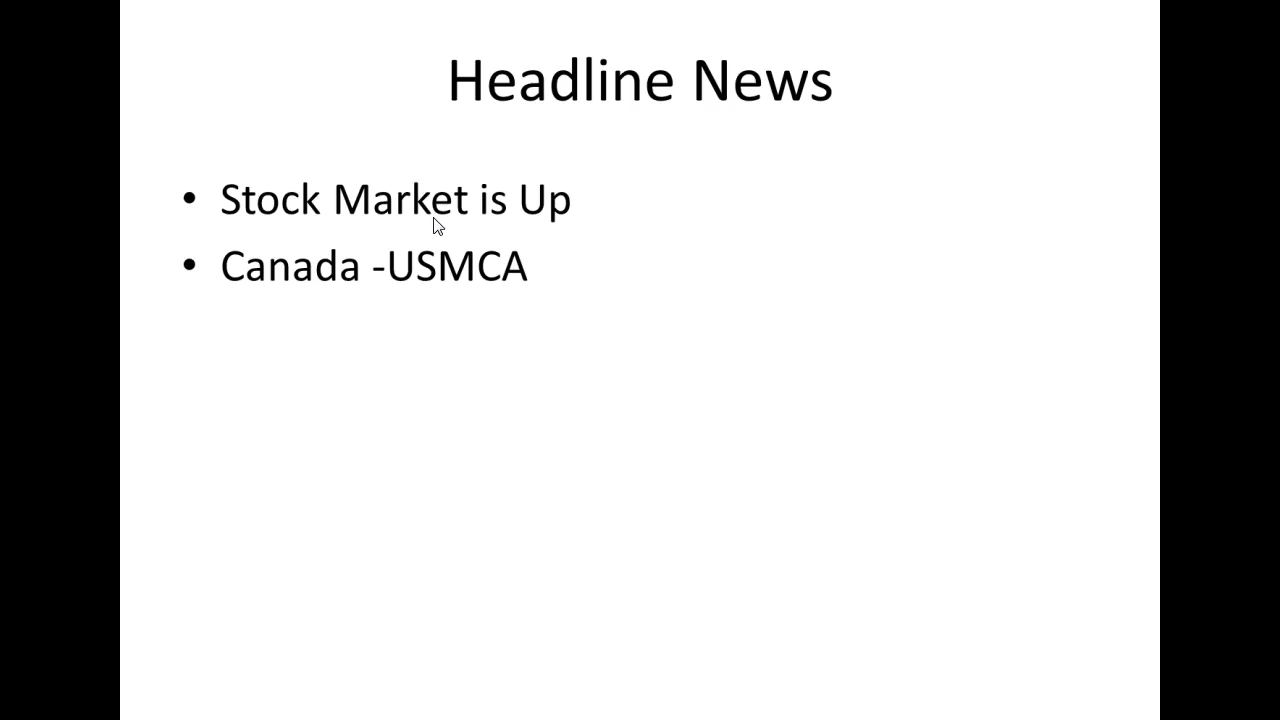 Headline News
• Stock Market is Up
• Canada -USMCA